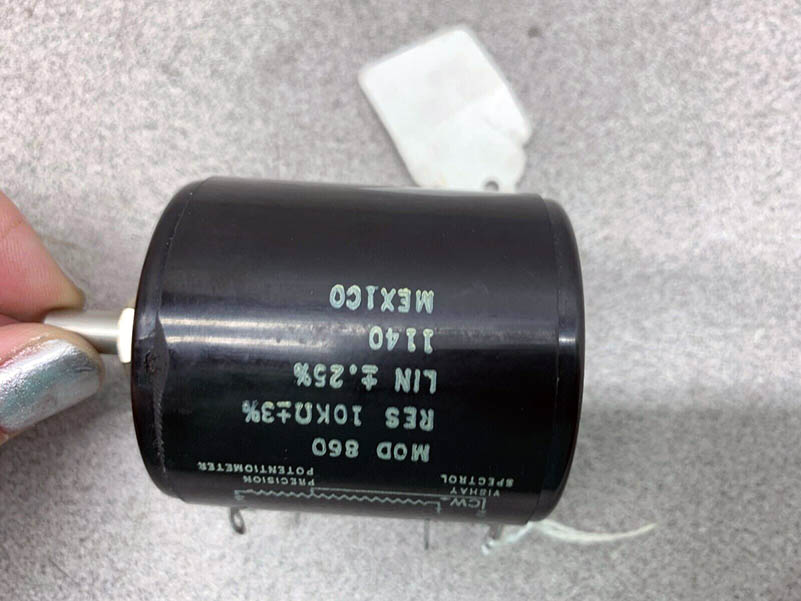 CW
VISHAY PRECISION
SPECTROL POTENTIOMETER
MOD 860
RES 10KΩ±3%
LIN ±.25%
1140
MEXICO